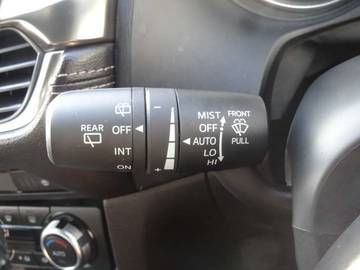 REAR
OFF
INT
ON
−
+
MIST
OFF
AUTO
LO
HI
FRONT
PULL